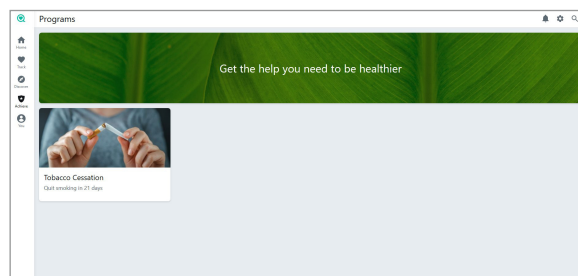 Programs
Home
Track
Discover
Achieve
You
Get the help you need to be healthier
Tobacco Cessation
Quit smoking in 21 days